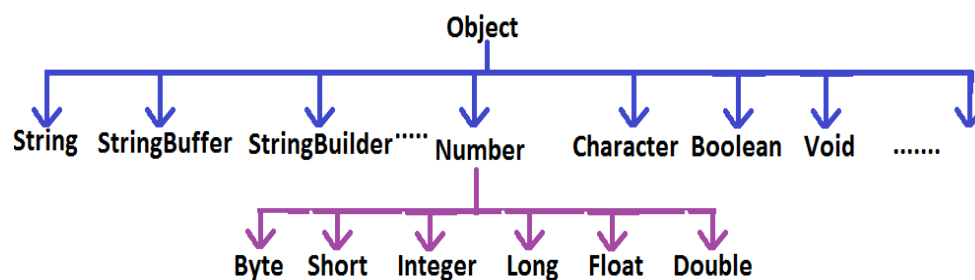 Object
String StringBuffer StringBuilder ..... Number Character Boolean Void .......
Byte Short Integer Long Float Double